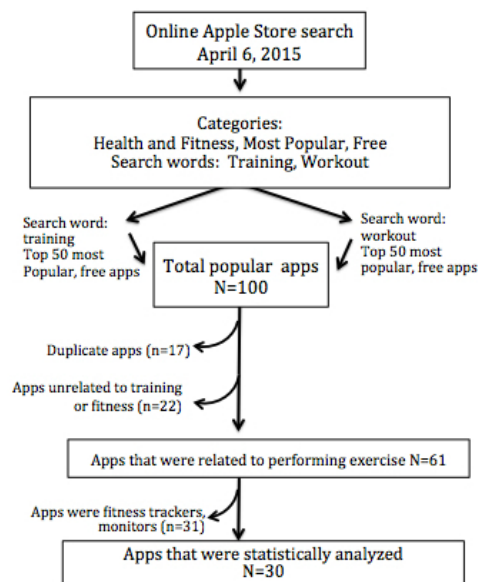 Online Apple Store search
April 6, 2015
Categories:
Health and Fitness, Most Popular, Free
Search words: Training, Workout
Search word:
training
Top 50 most
Popular, free apps
Search word:
workout
Top 50 most
popular, free apps
Total popular apps
N=100
Duplicate apps (n=17)
Apps unrelated to training
or fitness (n=22)
Apps that were related to performing exercise N=61
Apps were fitness trackers,
monitors (n=31)
Apps that were statistically analyzed
N=30